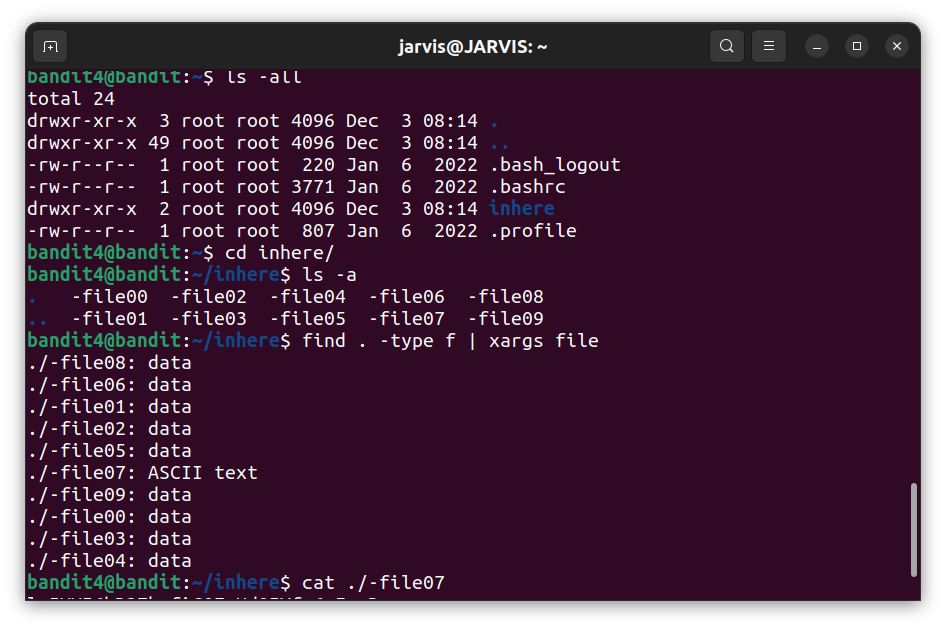 jarvis@JARVIS: ~
bandit4@bandit:~$ ls -all
total 24
drwxr-xr-x  3 root root 4096 Dec  3 08:14 .
drwxr-xr-x 49 root root 4096 Dec  3 08:14 ..
-rw-r--r--  1 root root  220 Jan  6  2022 .bash_logout
-rw-r--r--  1 root root 3771 Jan  6  2022 .bashrc
drwxr-xr-x  2 root root 4096 Dec  3 08:14 inhere
-rw-r--r--  1 root root  807 Jan  6  2022 .profile
bandit4@bandit:~$ cd inhere/
bandit4@bandit:~/inhere$ ls -a
.   -file00  -file02  -file04  -file06  -file08
..  -file01  -file03  -file05  -file07  -file09
bandit4@bandit:~/inhere$ find . -type f | xargs file
./-file08: data
./-file06: data
./-file01: data
./-file02: data
./-file05: data
./-file07: ASCII text
./-file09: data
./-file00: data
./-file03: data
./-file04: data
bandit4@bandit:~/inhere$ cat ./-file07